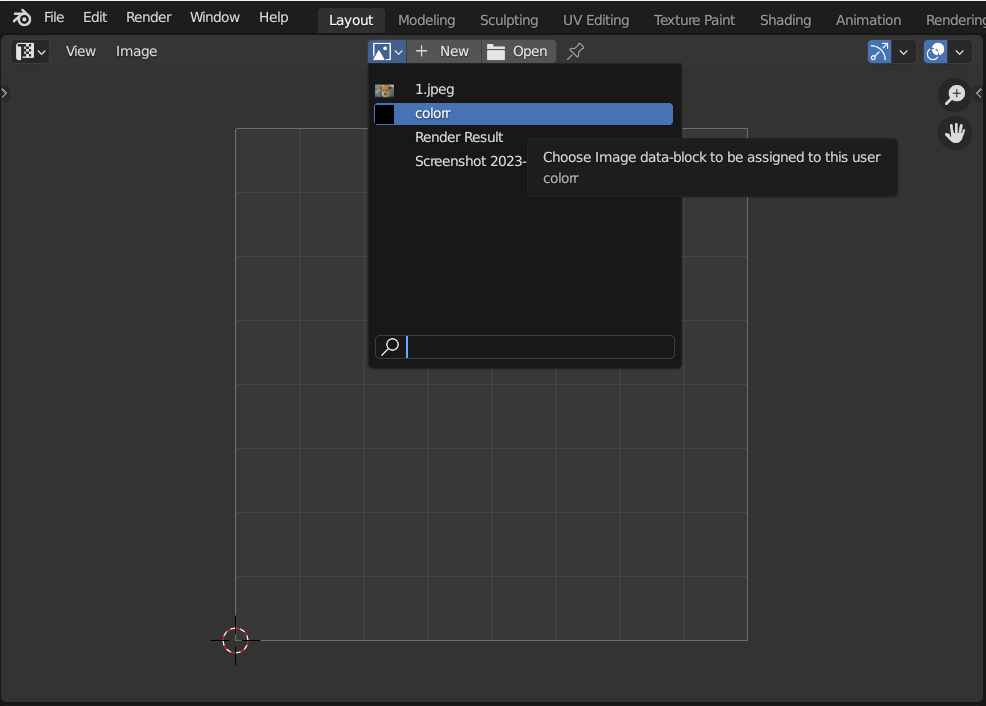 File Edit Render Window Help Layout Modeling Sculpting UV Editing Texture Paint Shading Animation Rendering
View Image New Open
1.jpeg
colorr
Render Result
Screenshot 2023-
Choose Image data-block to be assigned to this user
colorr